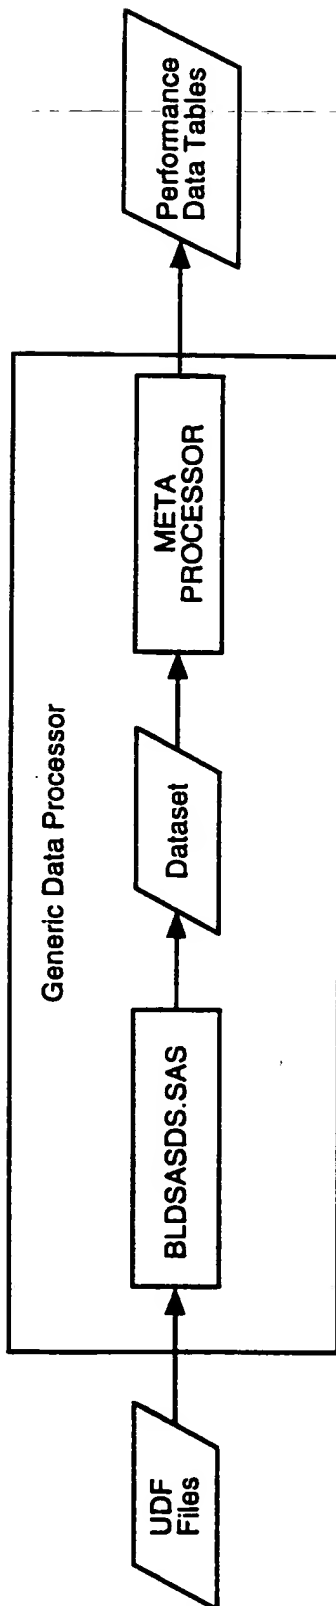 Generic Data Processor
UDF
Files
BLDSASDS.SAS
Dataset
META
PROCESSOR
Performance
Data Tables